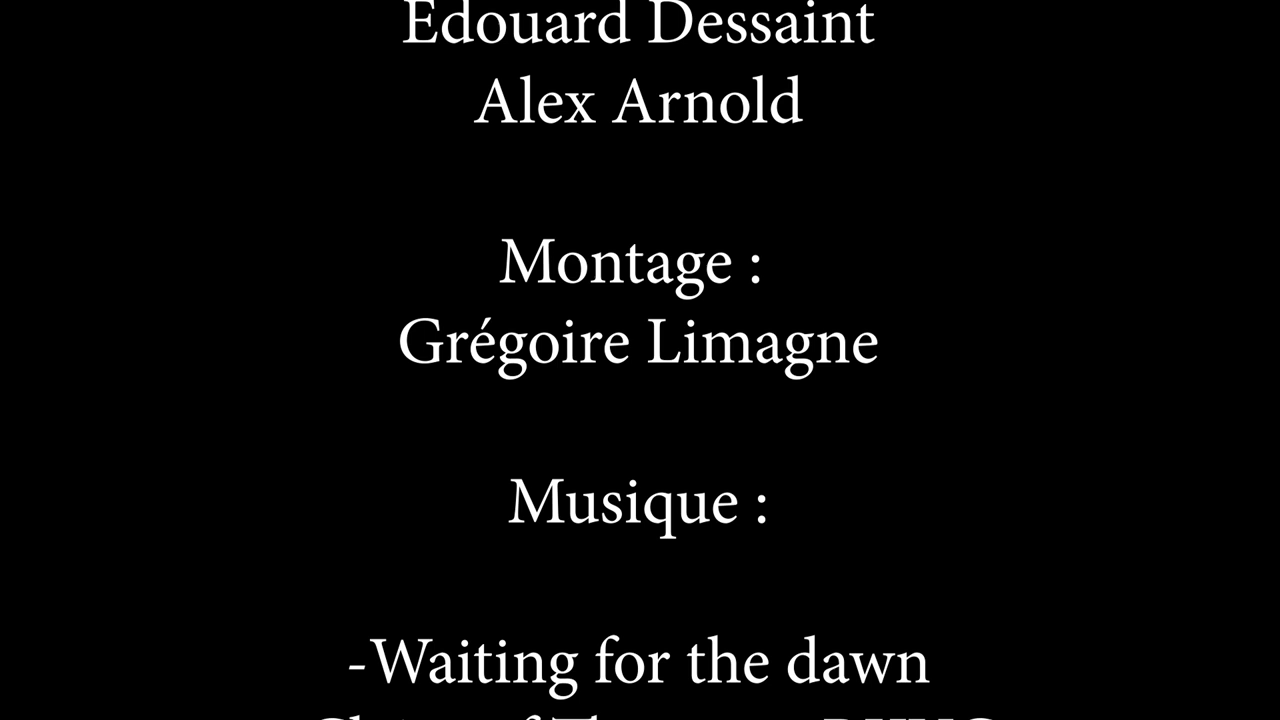 Edouard Dessaint
Alex Arnold
Montage :
Grégoire Limagne
Musique :
-Waiting for the dawn